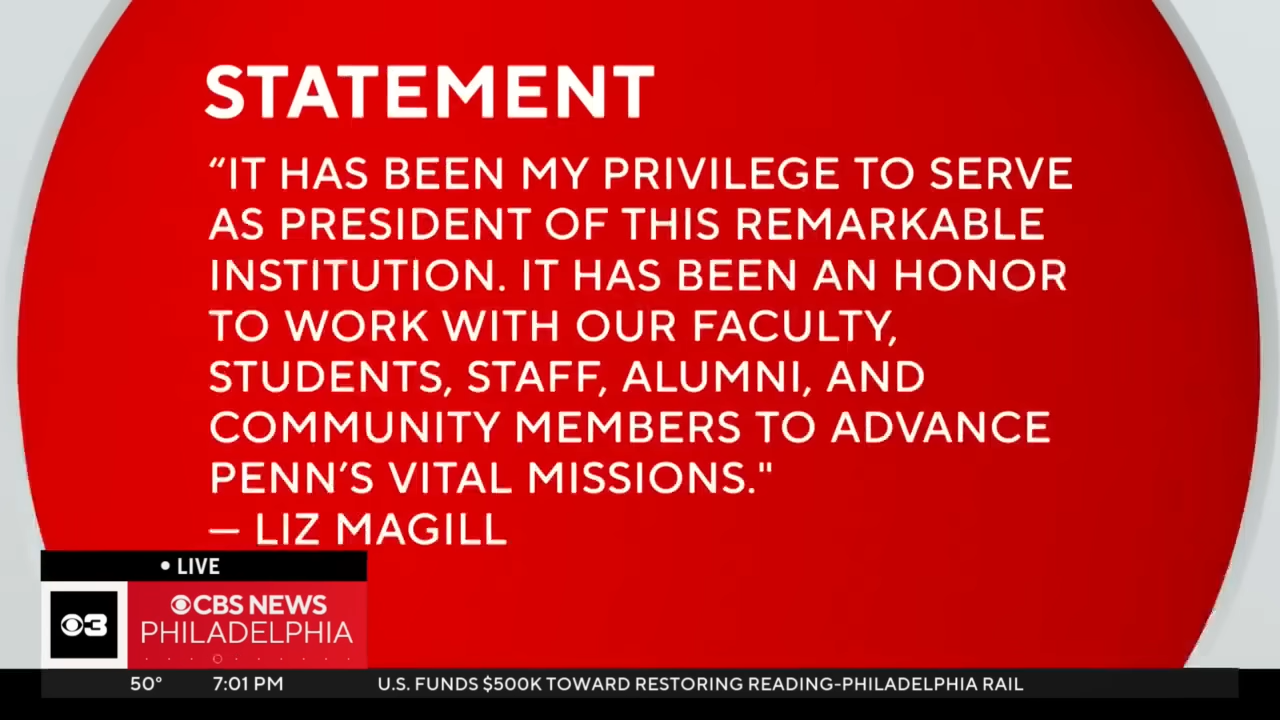 STATEMENT
“IT HAS BEEN MY PRIVILEGE TO SERVE
AS PRESIDENT OF THIS REMARKABLE
INSTITUTION. IT HAS BEEN AN HONOR
TO WORK WITH OUR FACULTY,
STUDENTS, STAFF, ALUMNI, AND
COMMUNITY MEMBERS TO ADVANCE
PENN’S VITAL MISSIONS."
— LIZ MAGILL
• LIVE
3
CBS NEWS
PHILADELPHIA
50° 7:01 PM U.S. FUNDS $500K TOWARD RESTORING READING-PHILADELPHIA RAIL